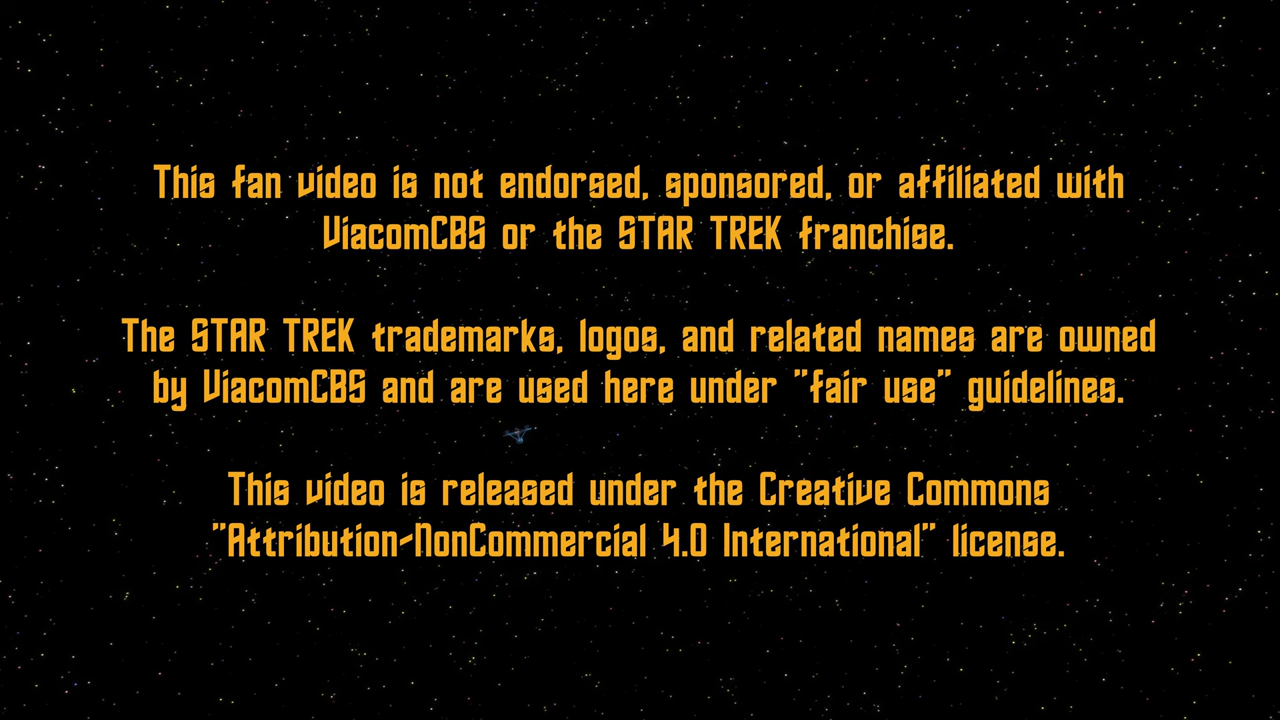 This fan video is not endorsed, sponsored, or affiliated with
ViacomCBS or the STAR TREK franchise.
The STAR TREK trademarks, logos, and related names are owned
by ViacomCBS and are used here under "fair use" guidelines.
This video is released under the Creative Commons
"Attribution-NonCommercial 4.0 International" license.